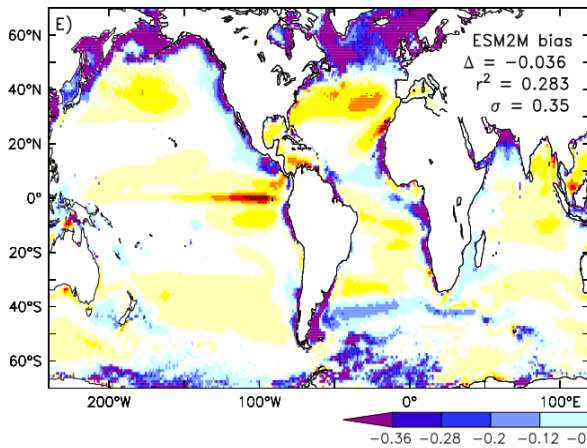 E)
ESM2M bias
Δ = −0.036
r² = 0.283
σ = 0.35
60°N
40°N
20°N
0°
20°S
40°S
60°S
200°W 100°W 0° 100°E
−0.36 −0.28 −0.2 −0.12 −0